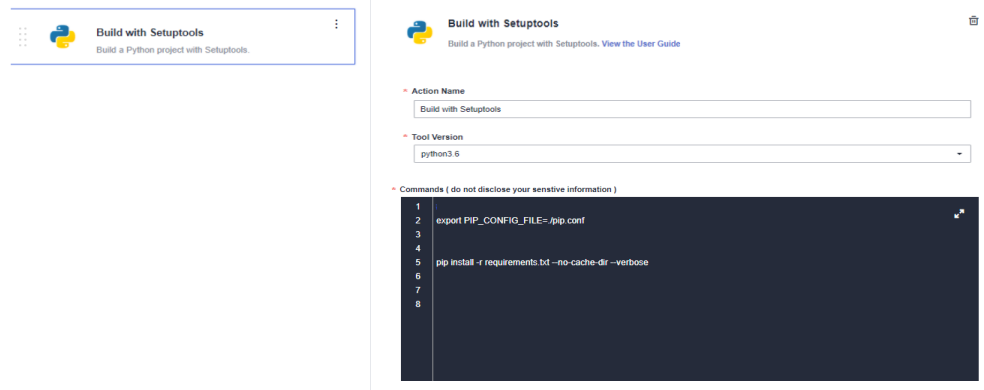 Build with Setuptools
Build a Python project with Setuptools.
Build with Setuptools
Build a Python project with Setuptools. View the User Guide
* Action Name
Build with Setuptools
* Tool Version
python3.6
* Commands ( do not disclose your senstive information )
1
2 export PIP_CONFIG_FILE=./pip.conf
3
4
5 pip install -r requirements.txt --no-cache-dir --verbose
6
7
8